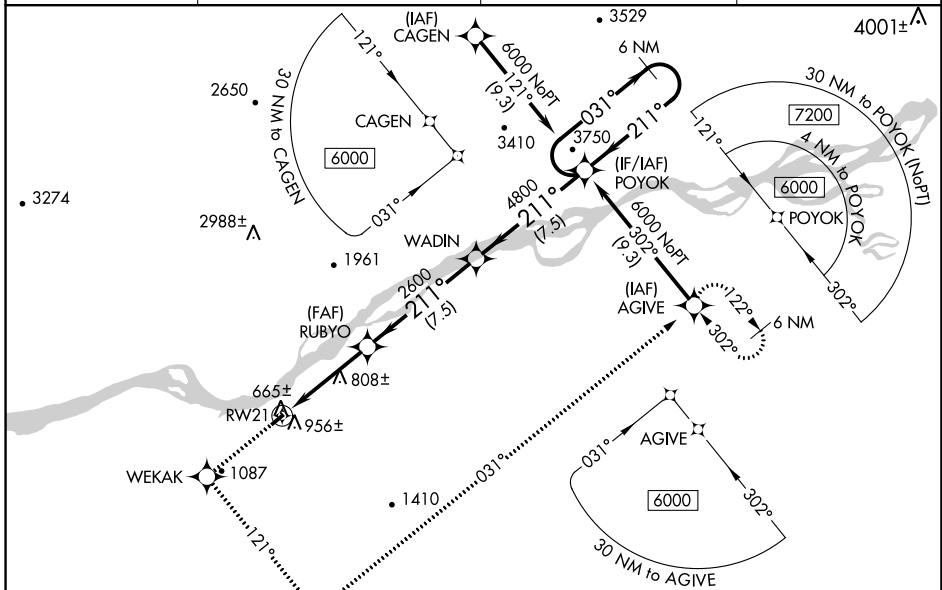 (IAF)
CAGEN
3529
4001±
6000 NoPT
121°
(9.3)
6 NM
121°
30 NM to CAGEN
CAGEN
6000
031°
2650
3410
031°
211°
3750
(IF/IAF)
POYOK
30 NM to POYOK (NoPT)
7200
4 NM to POYOK
6000
121°
POYOK
302°
3274
2988±
1961
4800
211°
(7.5)
WADIN
6000 NoPT
302°
(9.3)
2600
211°
(7.5)
(FAF)
RUBYO
(IAF)
AGIVE
122°
302°
6 NM
808±
665±
RW21
956±
WEKAK
1087
1410
031°
121°
031°
AGIVE
302°
6000
30 NM to AGIVE